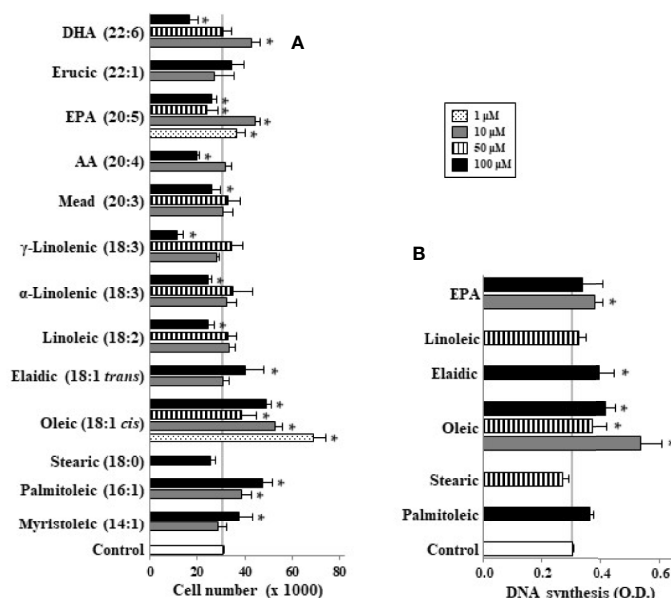 A
DHA (22:6)
*
*
Erucic (22:1)
EPA (20:5)
*
*
*
*
AA (20:4)
*
Mead (20:3)
*
γ-Linolenic (18:3)
*
α-Linolenic (18:3)
*
Linoleic (18:2)
*
Elaidic (18:1 trans)
*
Oleic (18:1 cis)
*
*
*
*
Stearic (18:0)
Palmitoleic (16:1)
*
*
Myristoleic (14:1)
*
Control
0 20 40 60 80
Cell number (x 1000)
1 µM
10 µM
50 µM
100 µM
B
EPA
*
Linoleic
Elaidic
*
Oleic
*
*
*
Stearic
Palmitoleic
Control
0.0 0.2 0.4 0.6
DNA synthesis (O.D.)